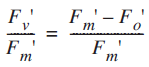 Fv'/Fm' = (Fm' - Fo')/Fm'